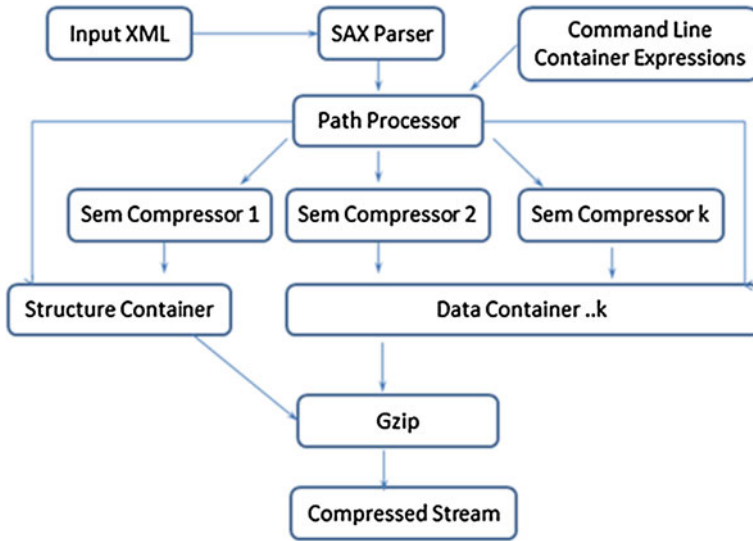 Input XML
SAX Parser
Command Line
Container Expressions
Path Processor
Sem Compressor 1
Sem Compressor 2
Sem Compressor k
Structure Container
Data Container ..k
Gzip
Compressed Stream